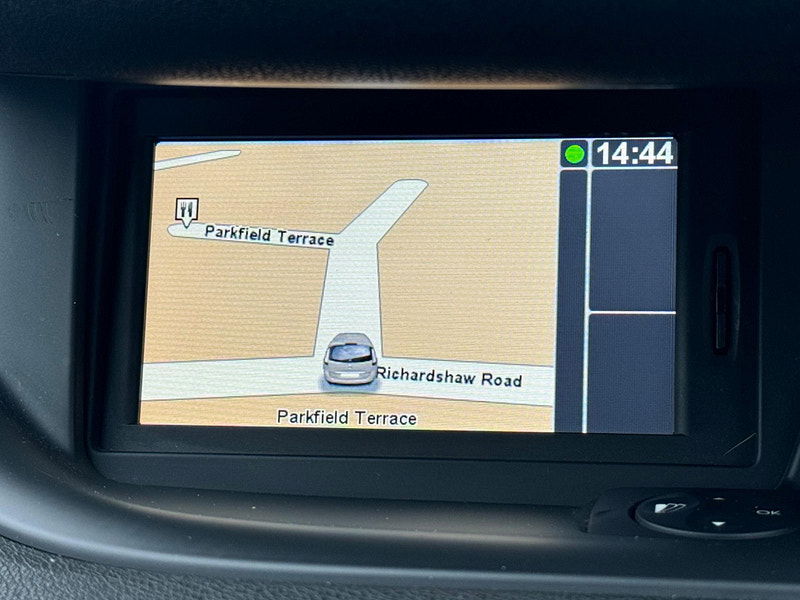 14:44
Parkfield Terrace
Richardshaw Road
Parkfield Terrace
OK